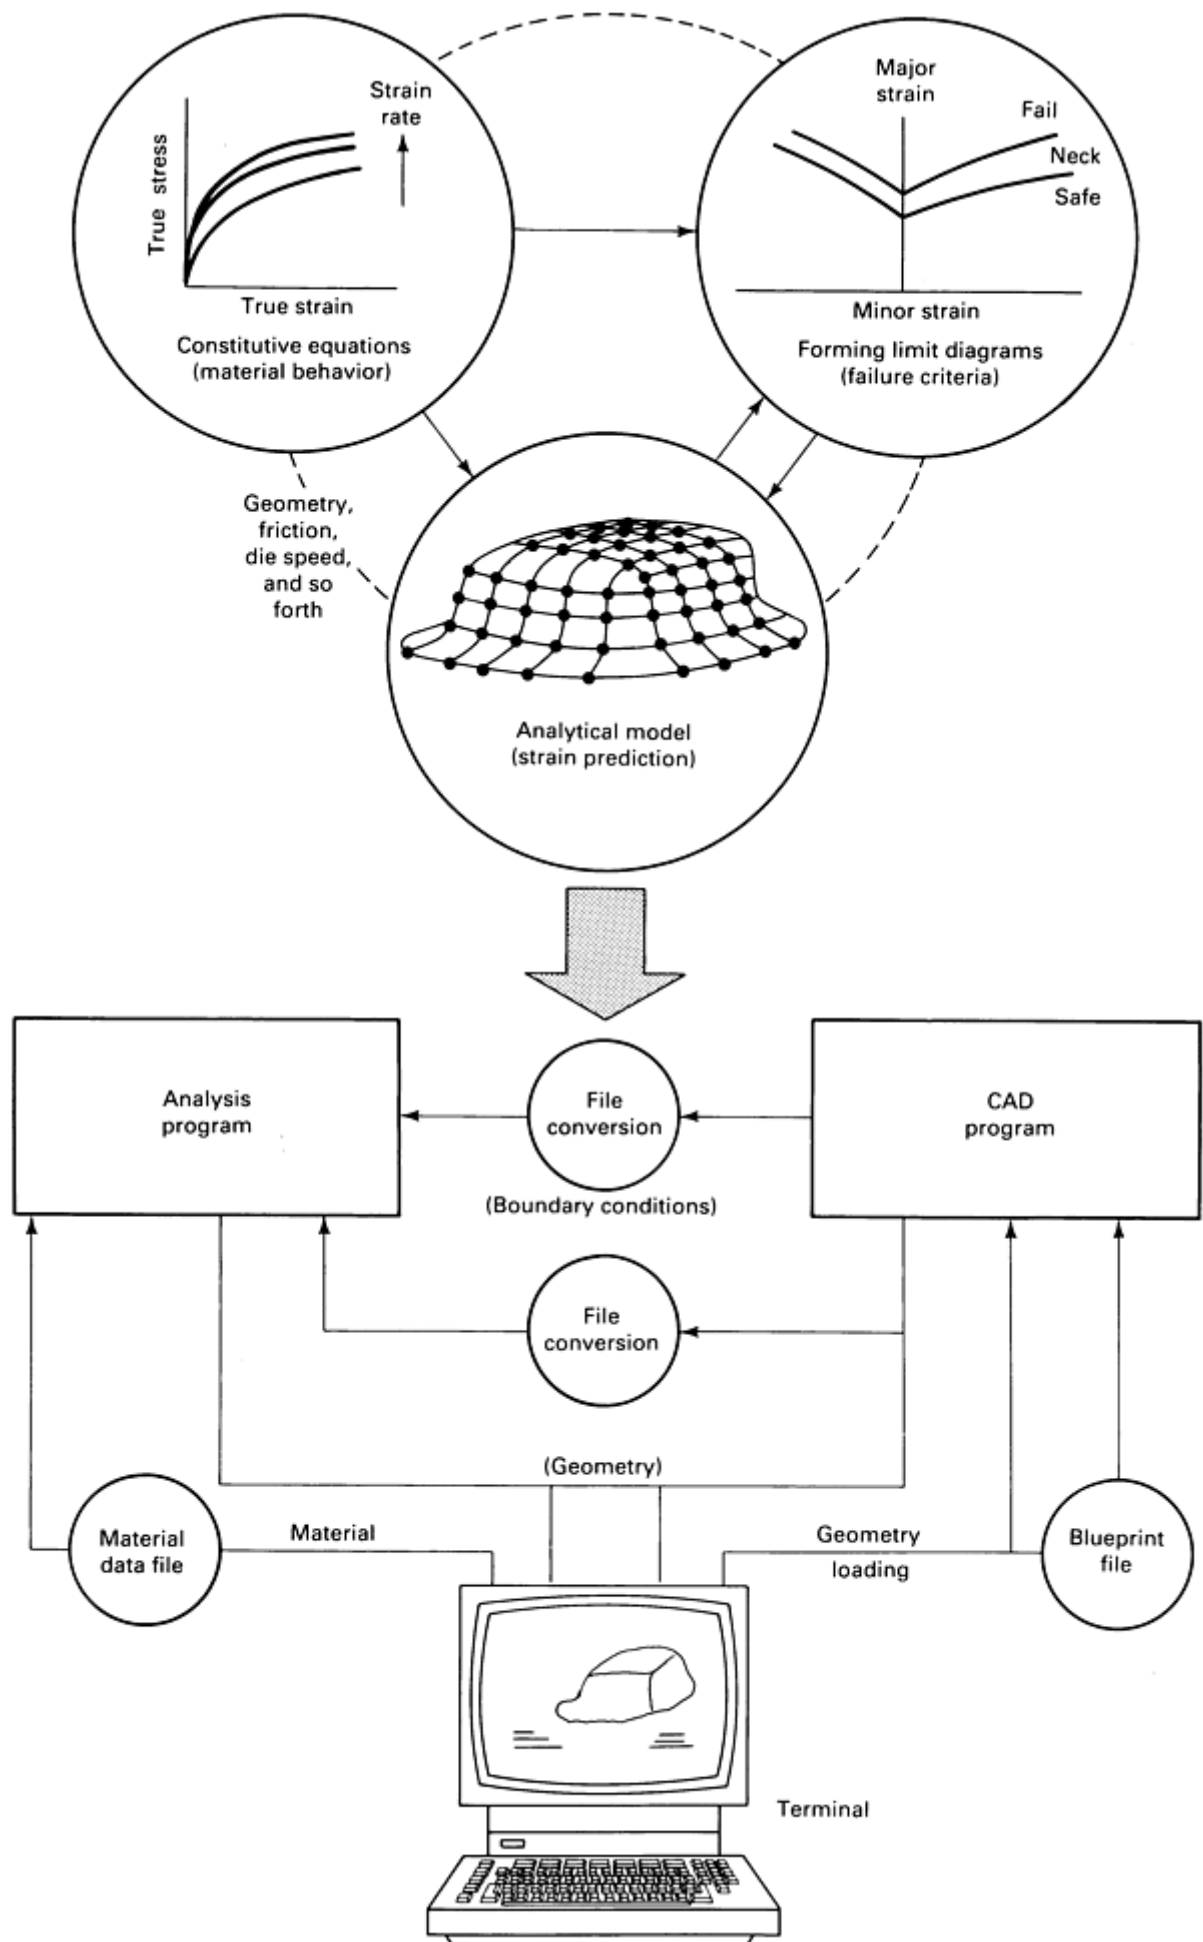 Strain
rate
True stress
True strain
Constitutive equations
(material behavior)
Major
strain
Fail
Neck
Safe
Minor strain
Forming limit diagrams
(failure criteria)
Geometry,
friction,
die speed,
and so
forth
Analytical model
(strain prediction)
Analysis
program
File
conversion
(Boundary conditions)
CAD
program
File
conversion
(Geometry)
Material
data file
Material
Geometry
loading
Blueprint
file
Terminal